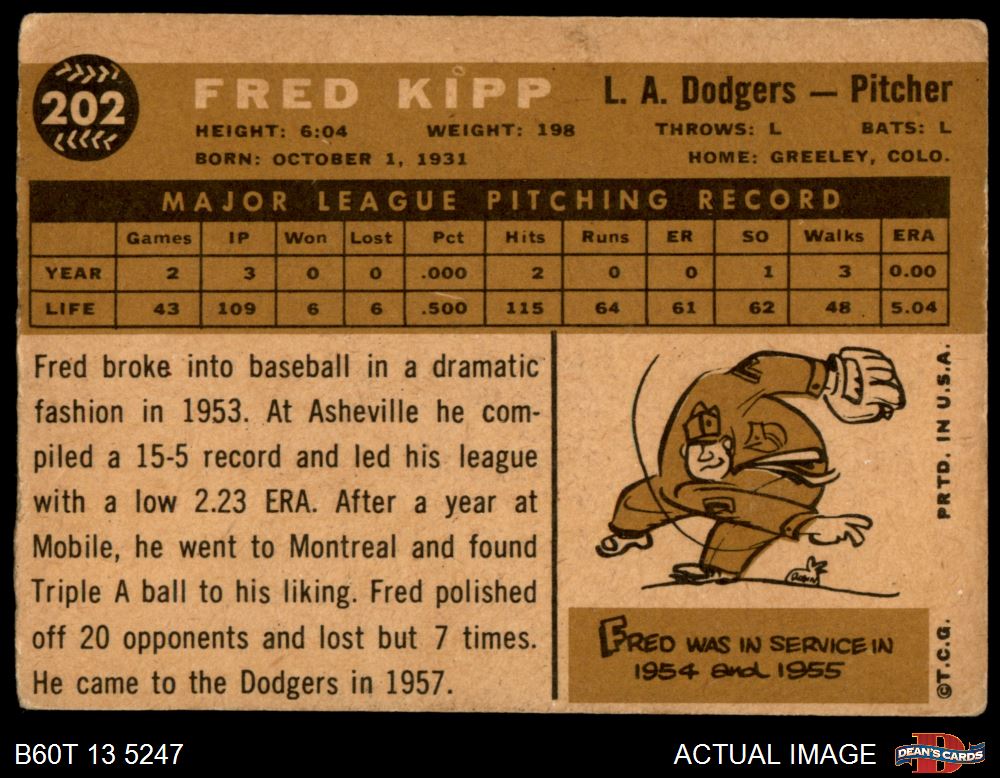 202
FRED KIPP
L. A. Dodgers — Pitcher
HEIGHT: 6:04 WEIGHT: 198 THROWS: L BATS: L
BORN: OCTOBER 1, 1931 HOME: GREELEY, COLO.
MAJOR LEAGUE PITCHING RECORD
Games IP Won Lost Pct Hits Runs ER SO Walks ERA
YEAR 2 3 0 0 .000 2 0 0 1 3 0.00
LIFE 43 109 6 6 .500 115 64 61 62 48 5.04
Fred broke into baseball in a dramatic
fashion in 1953. At Asheville he com-
piled a 15-5 record and led his league
with a low 2.23 ERA. After a year at
Mobile, he went to Montreal and found
Triple A ball to his liking. Fred polished
off 20 opponents and lost but 7 times.
He came to the Dodgers in 1957.
FRED WAS IN SERVICE IN
1954 and 1955
PRTD. IN U.S.A.
©T.C.G.
B60T 13 5247
ACTUAL IMAGE
DEAN'S CARDS